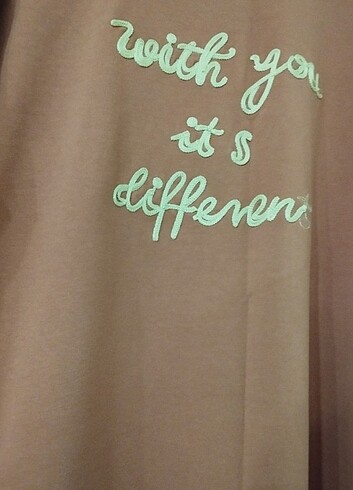 with you
it s
different